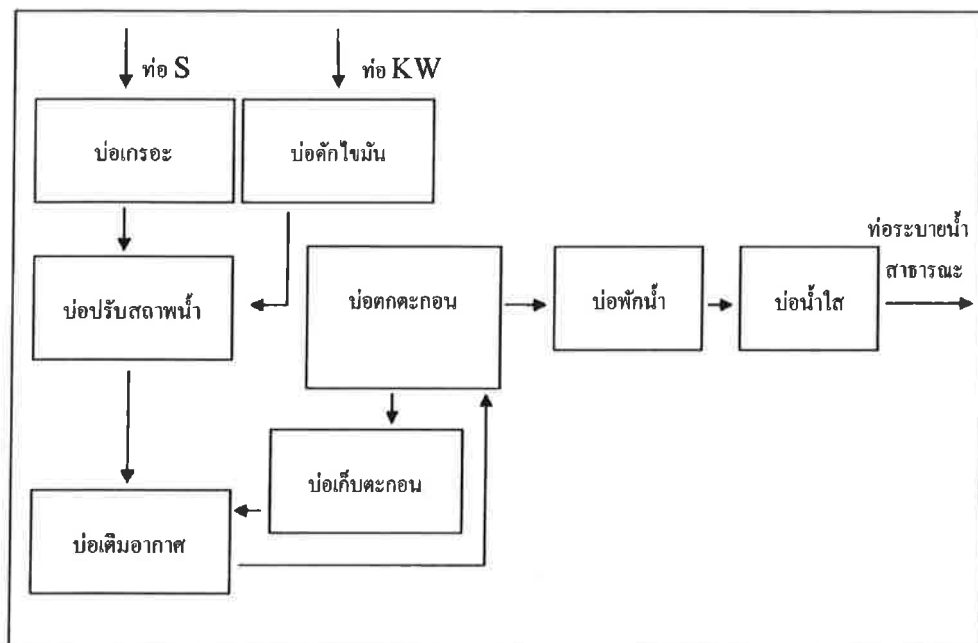 ท่อ S
ท่อ KW
บ่อเกรอะ
บ่อดักไขมัน
ท่อระบายน้ำ
สาธารณะ
บ่อปรับสถาพน้ำ
บ่อตกตะกอน
บ่อพักน้ำ
บ่อน้ำใส
บ่อเก็บตะกอน
บ่อเติมอากาศ